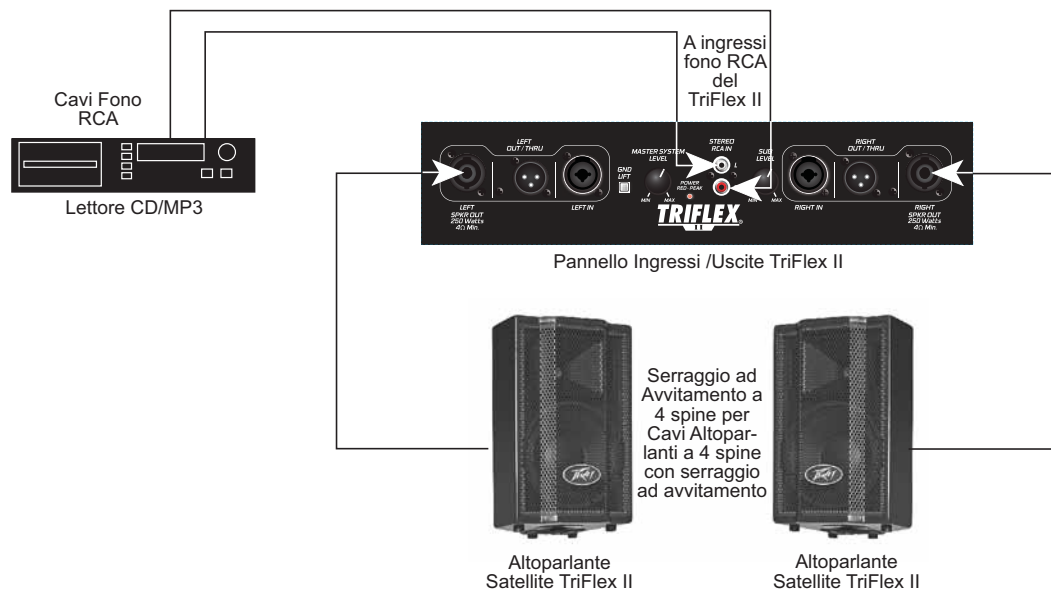 A ingressi
fono RCA
del
TriFlex II
Cavi Fono
RCA
Lettore CD/MP3
LEFT
OUT / THRU
MASTER SYSTEM
LEVEL
STEREO
RCA IN
SUB
LEVEL
RIGHT
OUT / THRU
GND
LIFT
L
POWER
RED - PEAK
MIN
MAX
MIN
MAX
LEFT
SPKR OUT
250 Watts
4Ω Min.
LEFT IN
TRIFLEX
II
RIGHT IN
RIGHT
SPKR OUT
250 Watts
4Ω Min.
Pannello Ingressi /Uscite TriFlex II
Serraggio ad
Avvitamento a
4 spine per
Cavi Altopar-
lanti a 4 spine
con serraggio
ad avvitamento
PEAVEY
PEAVEY
Altoparlante
Satellite TriFlex II
Altoparlante
Satellite TriFlex II